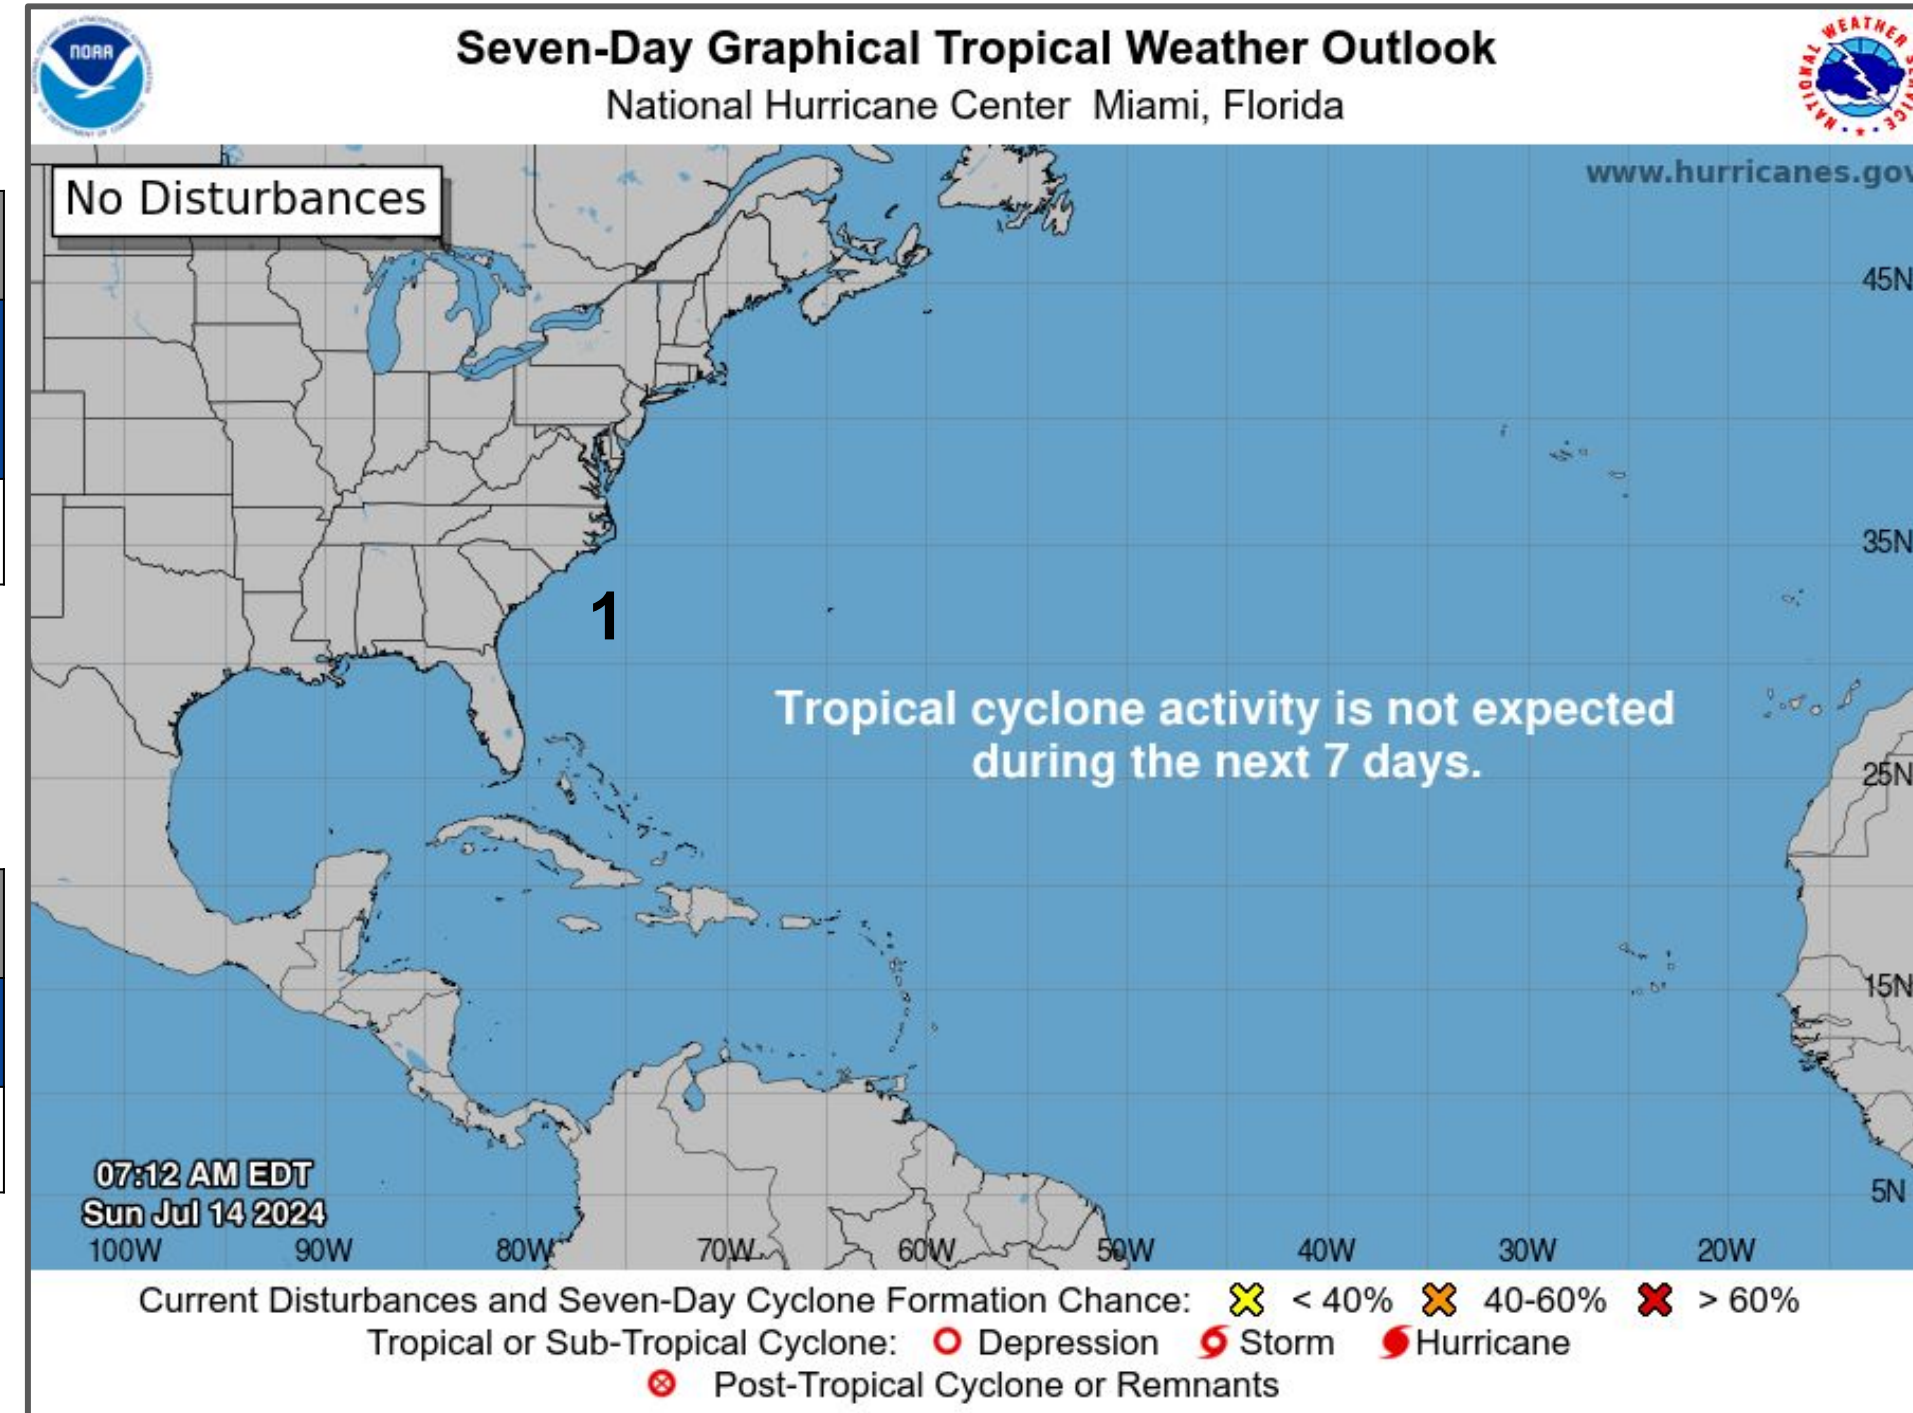 Seven-Day Graphical Tropical Weather Outlook
National Hurricane Center Miami, Florida
NOAA
No Disturbances
www.hurricanes.gov
45N
35N
1
Tropical cyclone activity is not expected
during the next 7 days.
25N
15N
07:12 AM EDT
Sun Jul 14 2024
5N
100W 90W 80W 70W 60W 50W 40W 30W 20W
Current Disturbances and Seven-Day Cyclone Formation Chance: < 40% 40-60% > 60%
Tropical or Sub-Tropical Cyclone: Depression Storm Hurricane
Post-Tropical Cyclone or Remnants